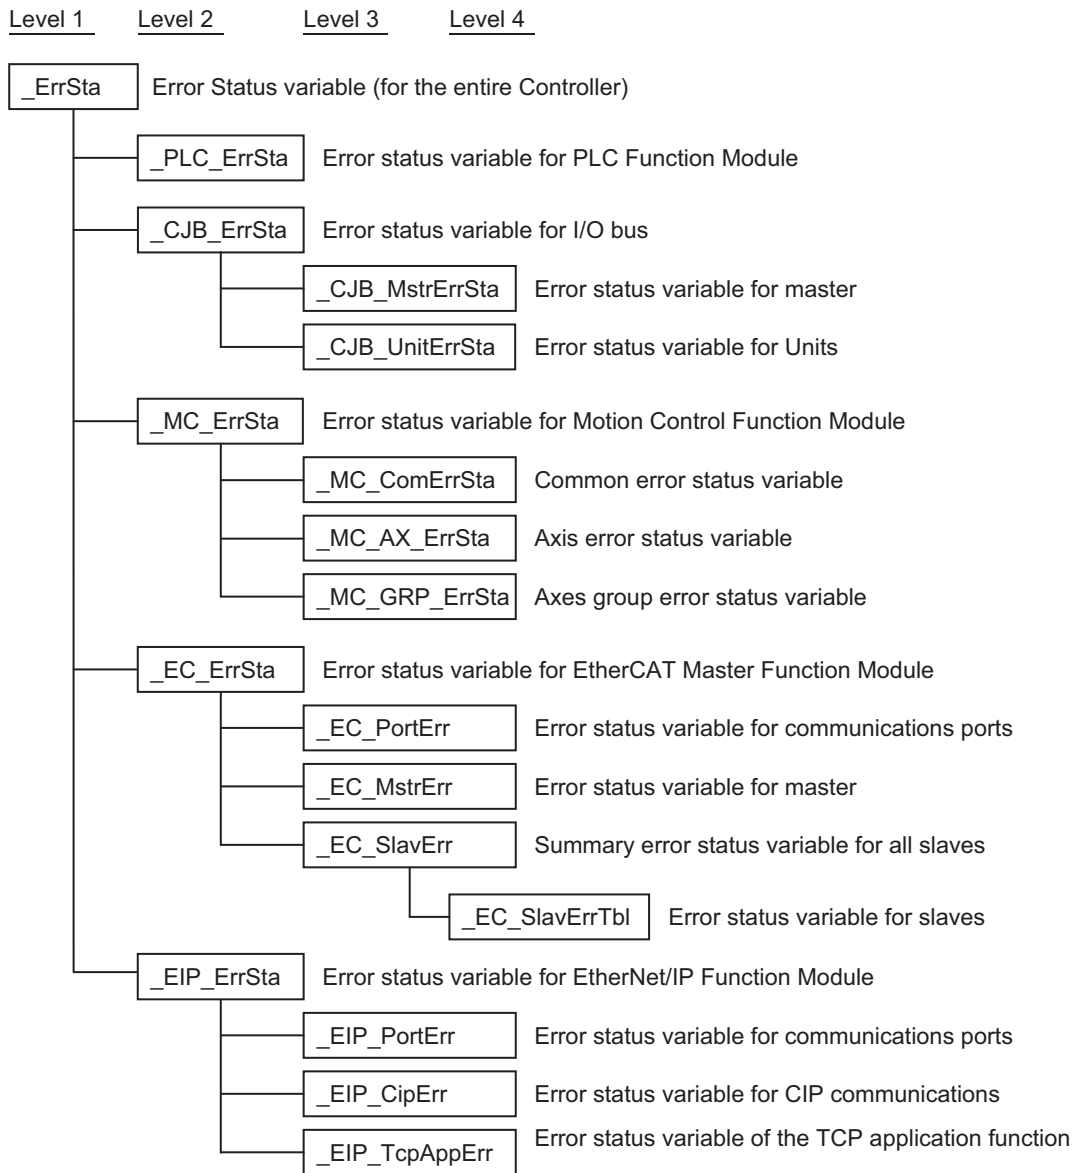 Level 1 Level 2 Level 3 Level 4
_ErrSta Error Status variable (for the entire Controller)
_PLC_ErrSta Error status variable for PLC Function Module
_CJB_ErrSta Error status variable for I/O bus
_CJB_MstrErrSta Error status variable for master
_CJB_UnitErrSta Error status variable for Units
_MC_ErrSta Error status variable for Motion Control Function Module
_MC_ComErrSta Common error status variable
_MC_AX_ErrSta Axis error status variable
_MC_GRP_ErrSta Axes group error status variable
_EC_ErrSta Error status variable for EtherCAT Master Function Module
_EC_PortErr Error status variable for communications ports
_EC_MstrErr Error status variable for master
_EC_SlavErr Summary error status variable for all slaves
_EC_SlavErrTbl Error status variable for slaves
_EIP_ErrSta Error status variable for EtherNet/IP Function Module
_EIP_PortErr Error status variable for communications ports
_EIP_CipErr Error status variable for CIP communications
_EIP_TcpAppErr Error status variable of the TCP application function